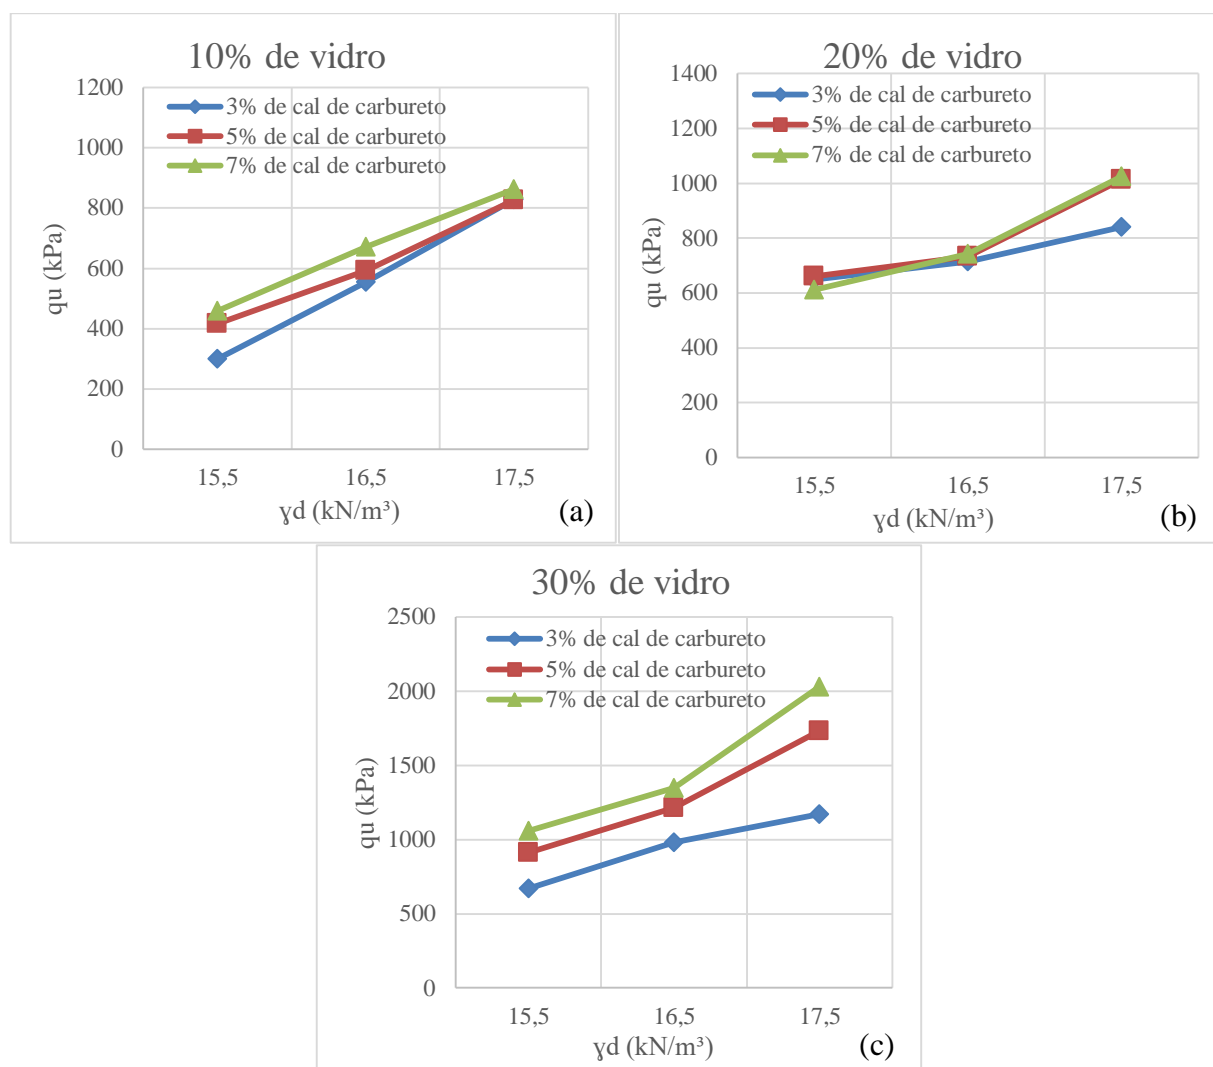 10% de vidro
1200
1000
800
600
400
200
0
qu (kPa)
3% de cal de carbureto
5% de cal de carbureto
7% de cal de carbureto
15,5 16,5 17,5
ɣd (kN/m³)
(a)
20% de vidro
1400
1200
1000
800
600
400
200
0
qu (kPa)
3% de cal de carbureto
5% de cal de carbureto
7% de cal de carbureto
15,5 16,5 17,5
ɣd (kN/m³)
(b)
30% de vidro
2500
2000
1500
1000
500
0
qu (kPa)
3% de cal de carbureto
5% de cal de carbureto
7% de cal de carbureto
15,5 16,5 17,5
ɣd (kN/m³)
(c)